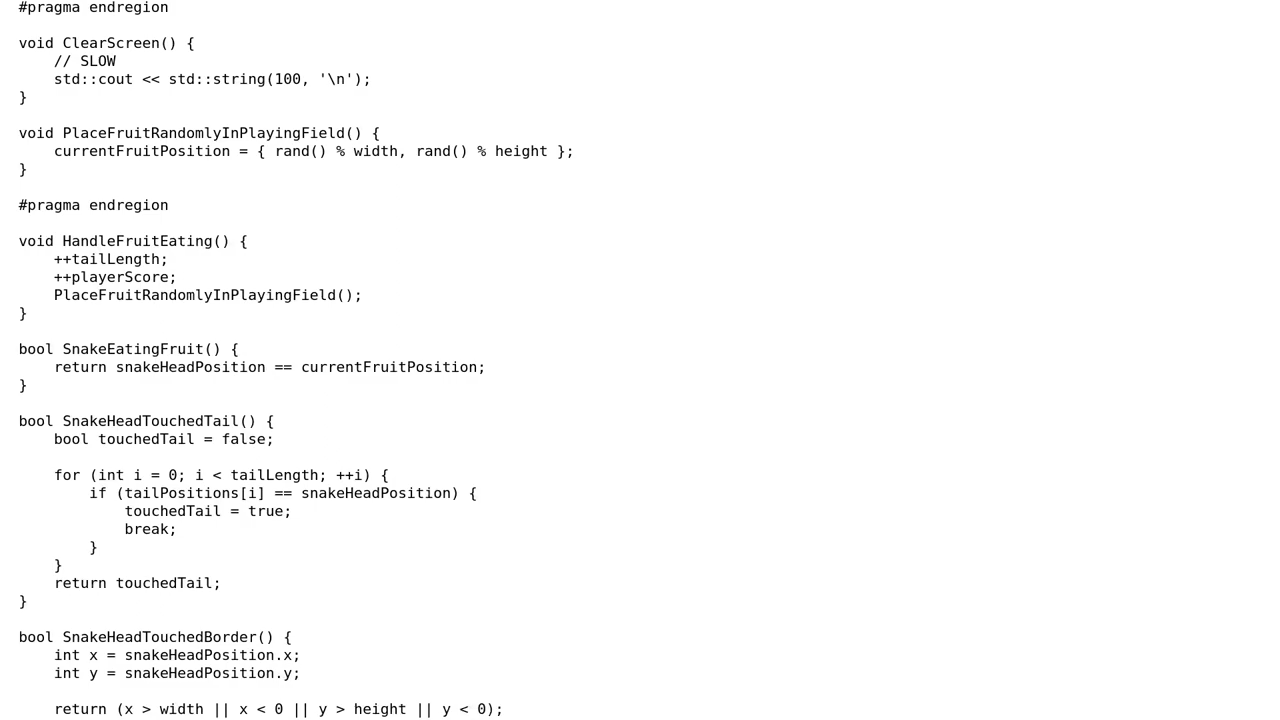 #pragma endregion
void ClearScreen() {
    // SLOW
    std::cout << std::string(100, '\n');
}
void PlaceFruitRandomlyInPlayingField() {
    currentFruitPosition = { rand() % width, rand() % height };
}
#pragma endregion
void HandleFruitEating() {
    ++tailLength;
    ++playerScore;
    PlaceFruitRandomlyInPlayingField();
}
bool SnakeEatingFruit() {
    return snakeHeadPosition == currentFruitPosition;
}
bool SnakeHeadTouchedTail() {
    bool touchedTail = false;
    for (int i = 0; i < tailLength; ++i) {
        if (tailPositions[i] == snakeHeadPosition) {
            touchedTail = true;
            break;
        }
    }
    return touchedTail;
}
bool SnakeHeadTouchedBorder() {
    int x = snakeHeadPosition.x;
    int y = snakeHeadPosition.y;
    return (x > width || x < 0 || y > height || y < 0);